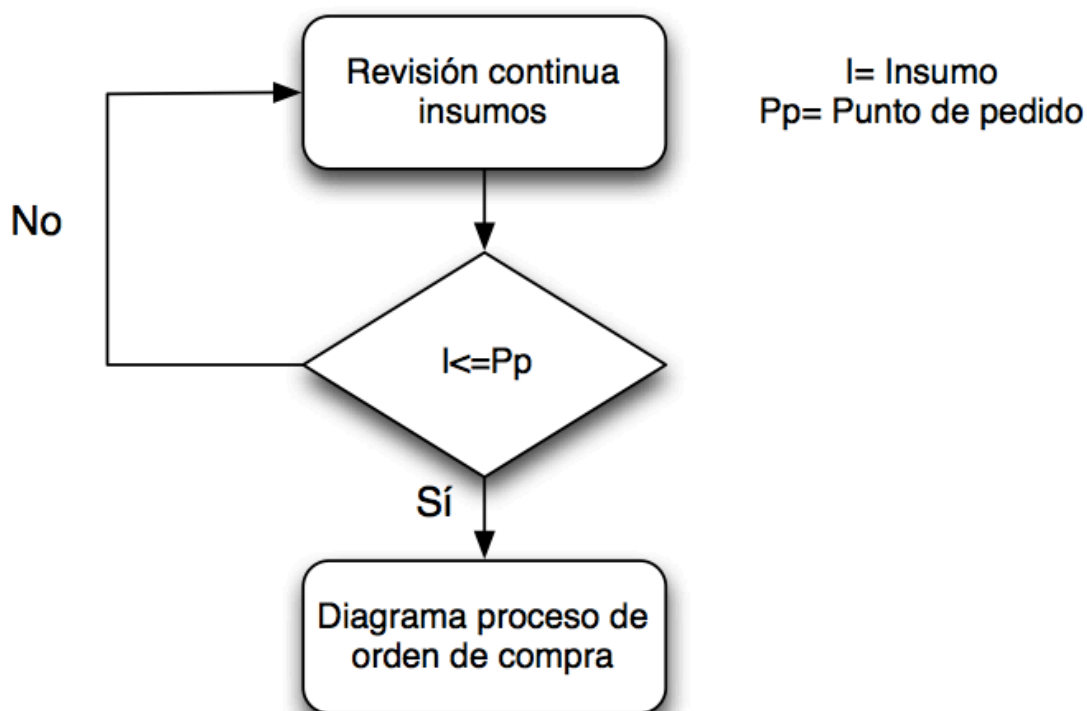 Revisión continua
insumos
I= Insumo
Pp= Punto de pedido
No
I<=Pp
Sí
Diagrama proceso de
orden de compra